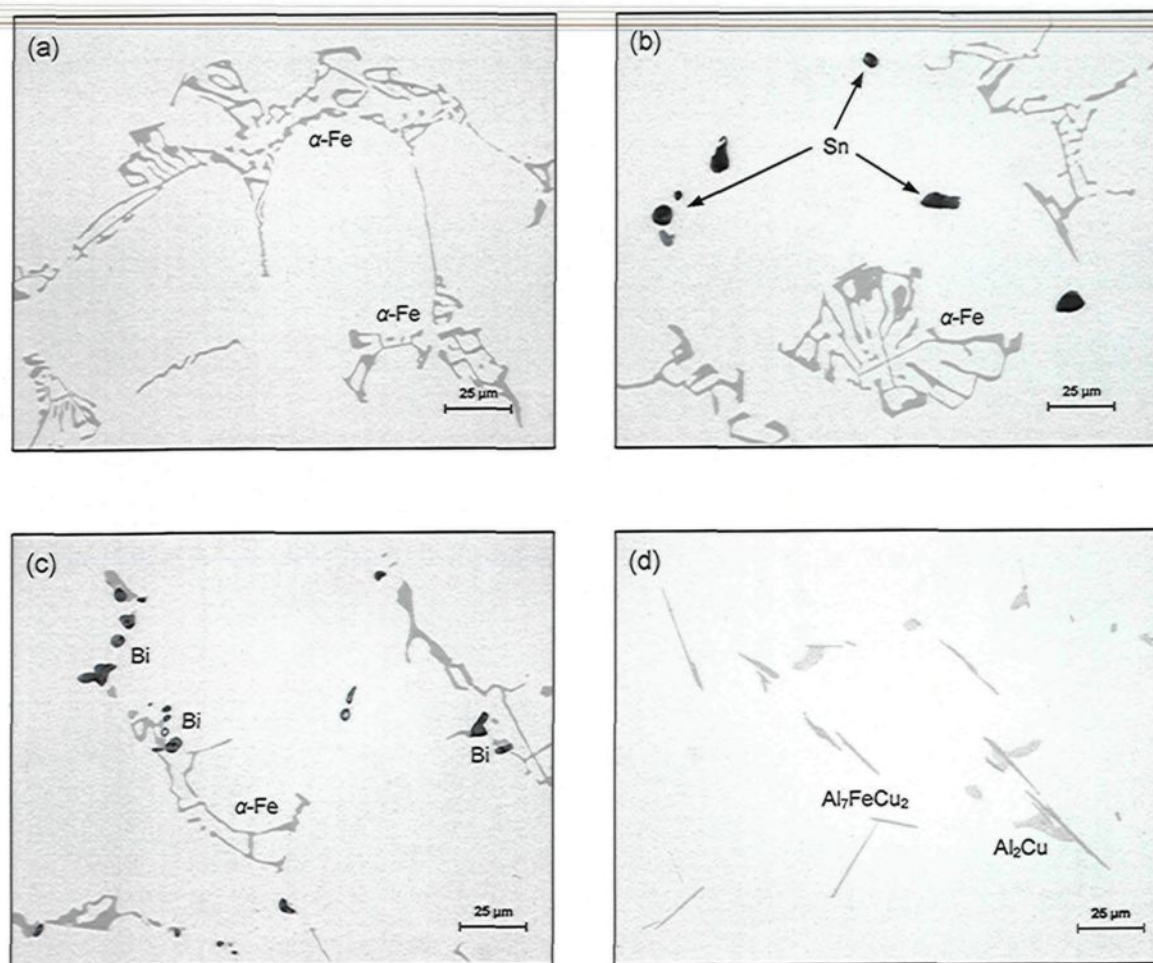 (a)
α-Fe
α-Fe
25 µm
(b)
Sn
α-Fe
25 µm
(c)
Bi
Bi
Bi
α-Fe
25 µm
(d)
Al₇FeCu₂
Al₂Cu
25 µm